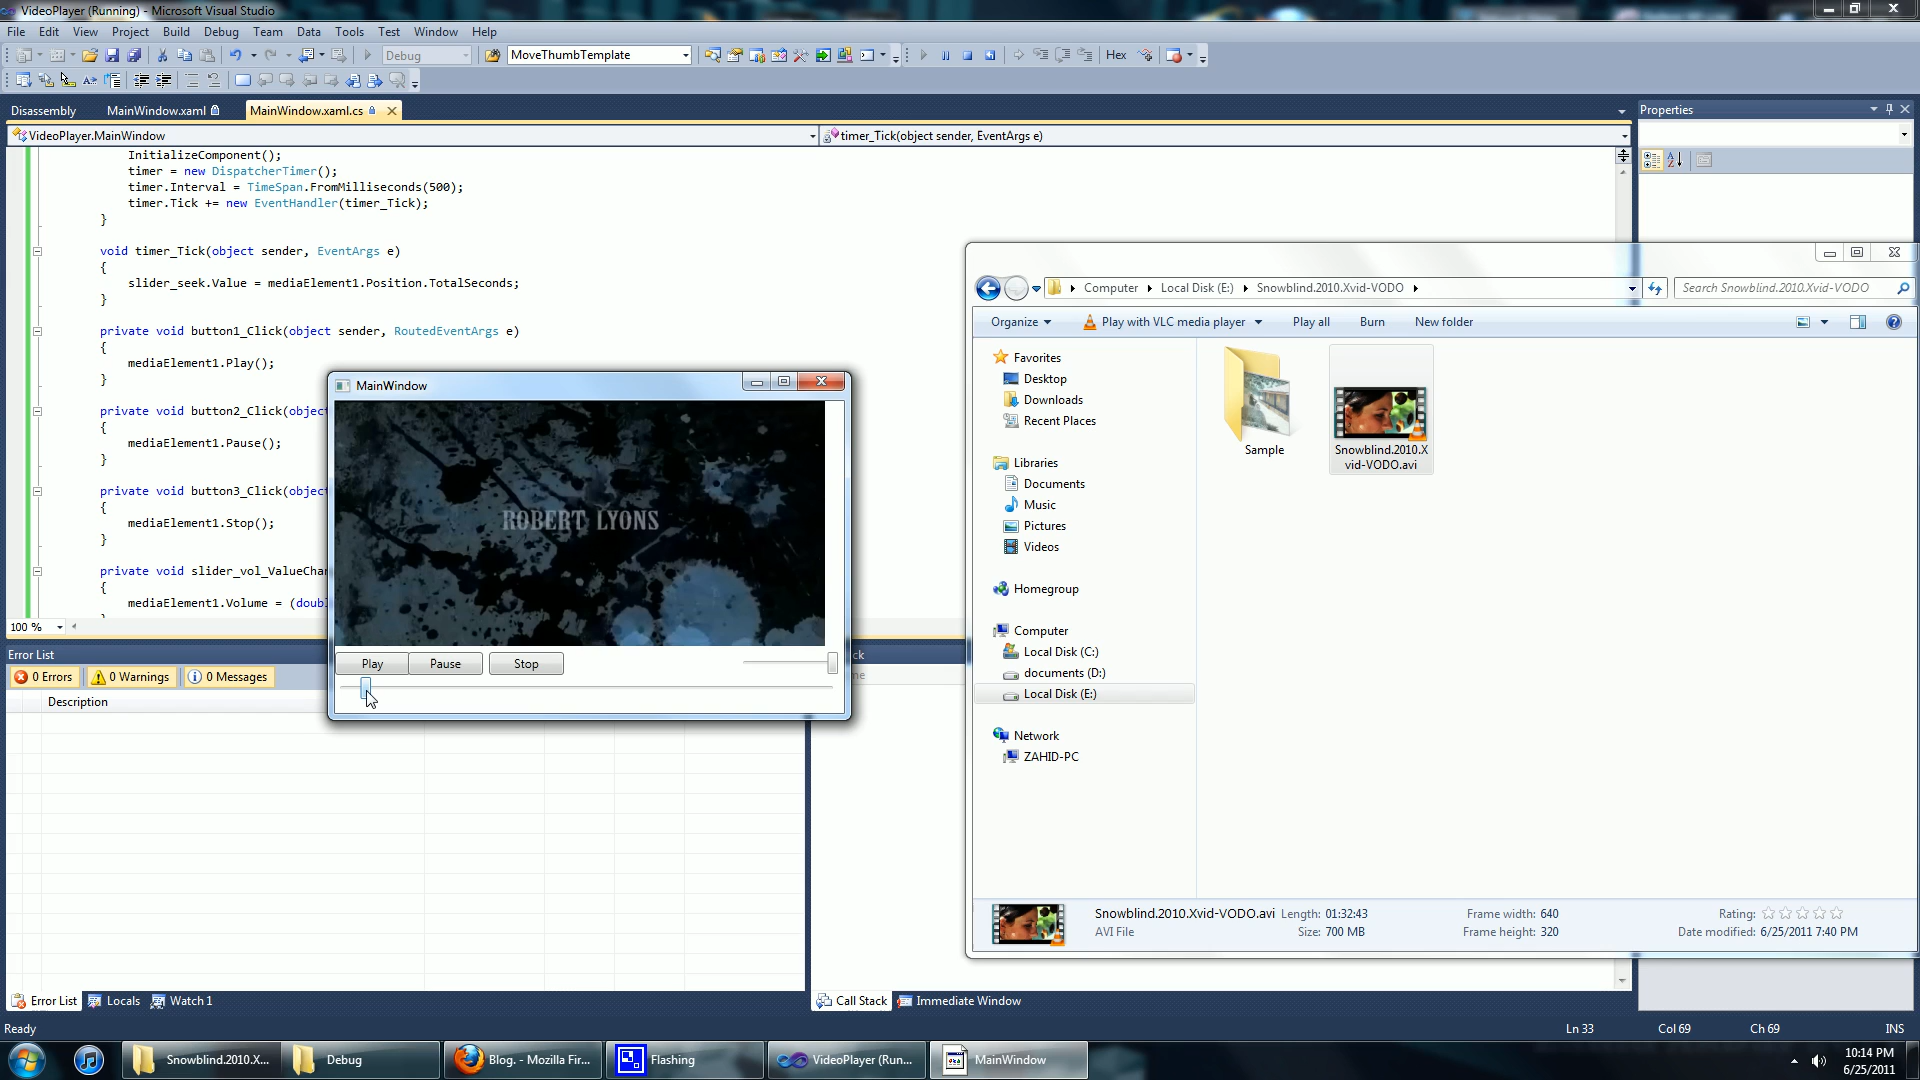 VideoPlayer (Running) - Microsoft Visual Studio
File Edit View Project Build Debug Team Data Tools Test Window Help
Debug MoveThumbTemplate Hex
Disassembly MainWindow.xaml MainWindow.xaml.cs Properties
VideoPlayer.MainWindow timer_Tick(object sender, EventArgs e)
InitializeComponent();
timer = new DispatcherTimer();
timer.Interval = TimeSpan.FromMilliseconds(500);
timer.Tick += new EventHandler(timer_Tick);
}
void timer_Tick(object sender, EventArgs e)
{
slider_seek.Value = mediaElement1.Position.TotalSeconds;
}
private void button1_Click(object sender, RoutedEventArgs e)
{
mediaElement1.Play();
}
private void button2_Click(object
{
mediaElement1.Pause();
}
private void button3_Click(object
{
mediaElement1.Stop();
}
private void slider_vol_ValueChan
{
mediaElement1.Volume = (doubl
100 %
MainWindow
ROBERT LYONS
Play Pause Stop
Computer Local Disk (E:) Snowblind.2010.Xvid-VODO Search Snowblind.2010.Xvid-VODO
Organize Play with VLC media player Play all Burn New folder
Favorites
Desktop
Downloads
Recent Places
Libraries
Documents
Music
Pictures
Videos
Homegroup
Computer
Local Disk (C:)
documents (D:)
Local Disk (E:)
Network
ZAHID-PC
Sample
Snowblind.2010.X
vid-VODO.avi
Snowblind.2010.Xvid-VODO.avi Length: 01:32:43 Frame width: 640 Rating:
AVI File Size: 700 MB Frame height: 320 Date modified: 6/25/2011 7:40 PM
Error List
0 Errors 0 Warnings 0 Messages
Description
Error List Locals Watch 1 Call Stack Immediate Window
Ready Ln 33 Col 69 Ch 69 INS
Snowblind.2010.X... Debug Blog. - Mozilla Fir... Flashing VideoPlayer (Run... MainWindow
10:14 PM
6/25/2011